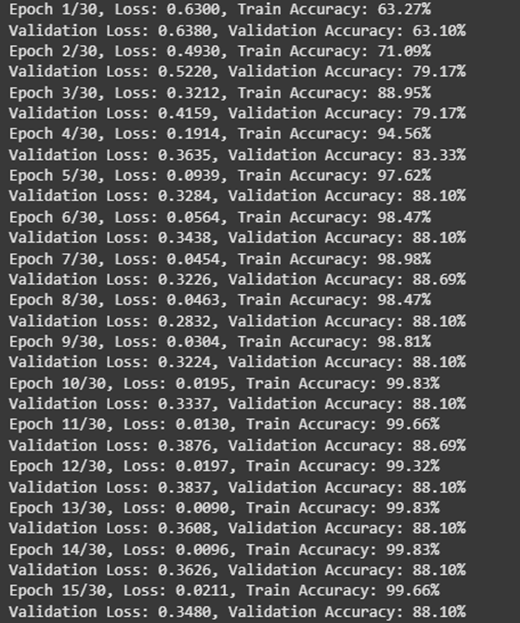 Epoch 1/30, Loss: 0.6300, Train Accuracy: 63.27%
Validation Loss: 0.6380, Validation Accuracy: 63.10%
Epoch 2/30, Loss: 0.4930, Train Accuracy: 71.09%
Validation Loss: 0.5220, Validation Accuracy: 79.17%
Epoch 3/30, Loss: 0.3212, Train Accuracy: 88.95%
Validation Loss: 0.4159, Validation Accuracy: 79.17%
Epoch 4/30, Loss: 0.1914, Train Accuracy: 94.56%
Validation Loss: 0.3635, Validation Accuracy: 83.33%
Epoch 5/30, Loss: 0.0939, Train Accuracy: 97.62%
Validation Loss: 0.3284, Validation Accuracy: 88.10%
Epoch 6/30, Loss: 0.0564, Train Accuracy: 98.47%
Validation Loss: 0.3438, Validation Accuracy: 88.10%
Epoch 7/30, Loss: 0.0454, Train Accuracy: 98.98%
Validation Loss: 0.3226, Validation Accuracy: 88.69%
Epoch 8/30, Loss: 0.0463, Train Accuracy: 98.47%
Validation Loss: 0.2832, Validation Accuracy: 88.10%
Epoch 9/30, Loss: 0.0304, Train Accuracy: 98.81%
Validation Loss: 0.3224, Validation Accuracy: 88.10%
Epoch 10/30, Loss: 0.0195, Train Accuracy: 99.83%
Validation Loss: 0.3337, Validation Accuracy: 88.10%
Epoch 11/30, Loss: 0.0130, Train Accuracy: 99.66%
Validation Loss: 0.3876, Validation Accuracy: 88.69%
Epoch 12/30, Loss: 0.0197, Train Accuracy: 99.32%
Validation Loss: 0.3837, Validation Accuracy: 88.10%
Epoch 13/30, Loss: 0.0090, Train Accuracy: 99.83%
Validation Loss: 0.3608, Validation Accuracy: 88.10%
Epoch 14/30, Loss: 0.0096, Train Accuracy: 99.83%
Validation Loss: 0.3626, Validation Accuracy: 88.10%
Epoch 15/30, Loss: 0.0211, Train Accuracy: 99.66%
Validation Loss: 0.3480, Validation Accuracy: 88.10%